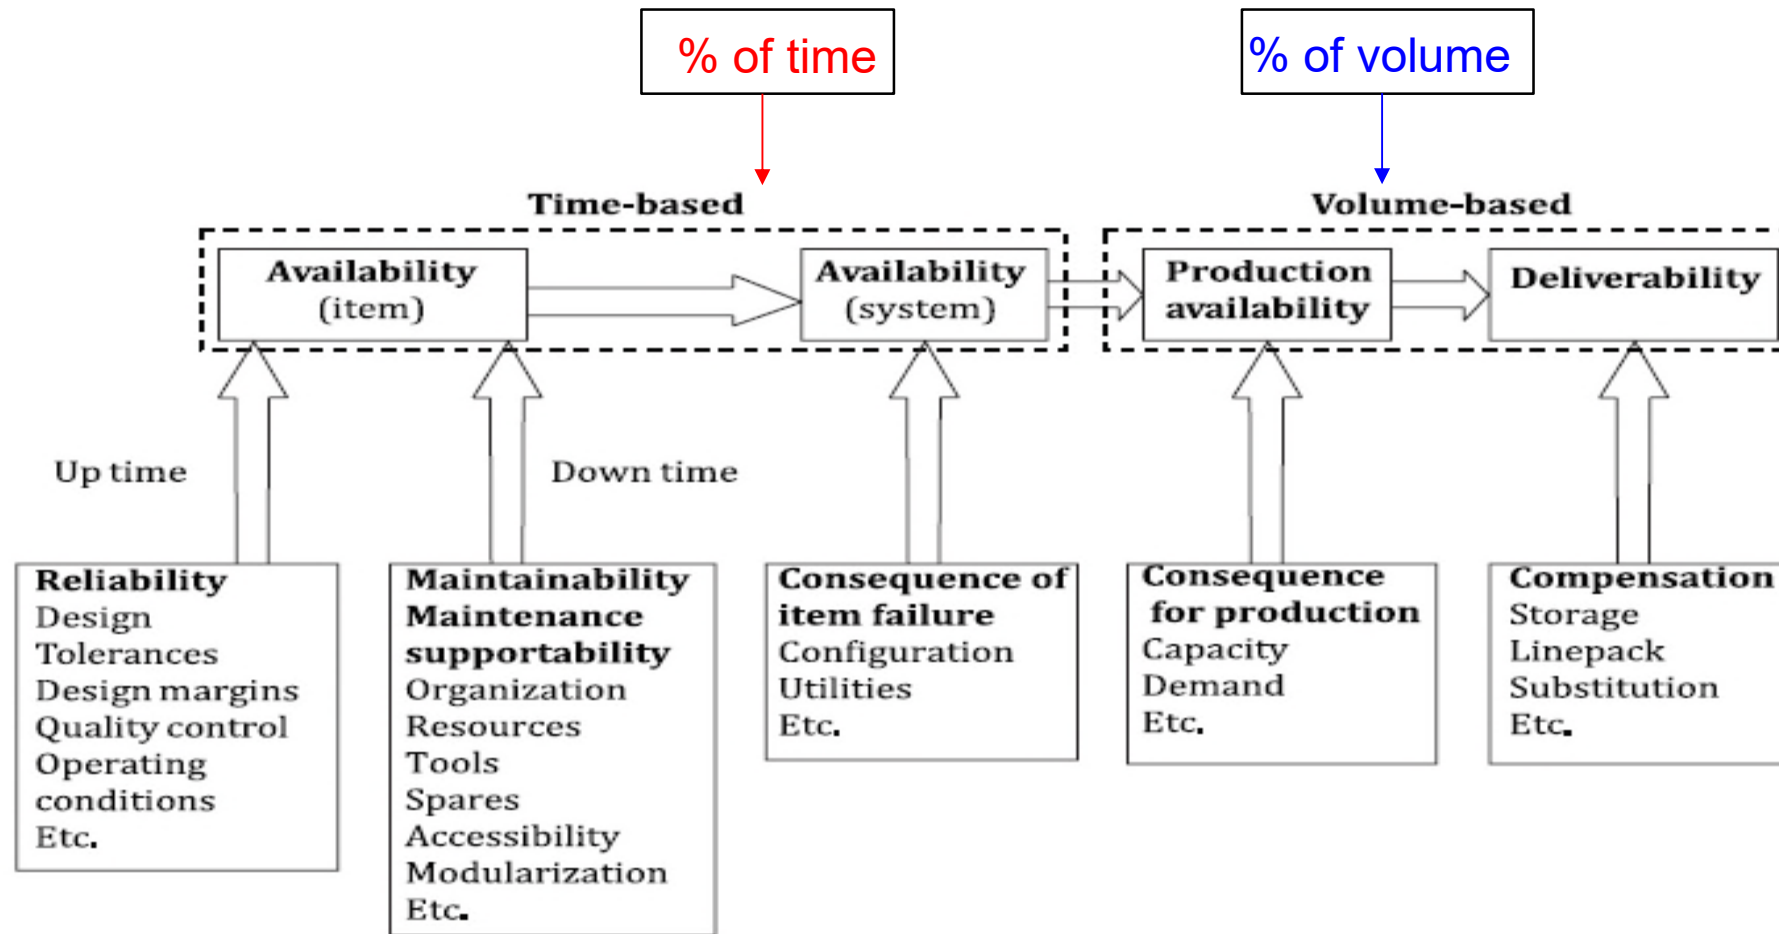 % of time
% of volume
Time-based
Volume-based
Availability
(item)
Availability
(system)
Production
availability
Deliverability
Up time
Down time
Reliability
Design
Tolerances
Design margins
Quality control
Operating
conditions
Etc.
Maintainability
Maintenance
supportability
Organization
Resources
Tools
Spares
Accessibility
Modularization
Etc.
Consequence of
item failure
Configuration
Utilities
Etc.
Consequence
for production
Capacity
Demand
Etc.
Compensation
Storage
Linepack
Substitution
Etc.